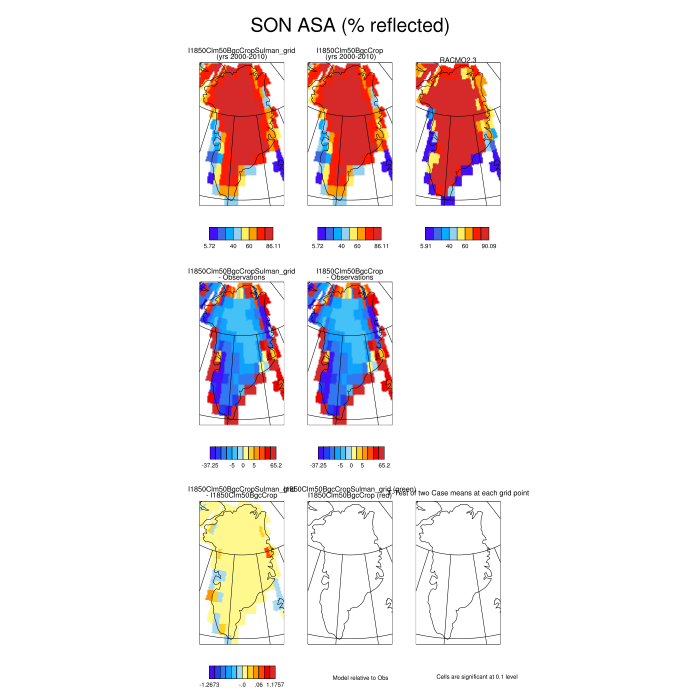 SON ASA (% reflected)
I1850Clm50BgcCropSulman_grid
(yrs 2000-2010)
I1850Clm50BgcCrop
(yrs 2000-2010)
RACMO2.3
5.72 40 60 86.11
5.72 40 60 86.11
5.91 40 60 90.09
I1850Clm50BgcCropSulman_grid
- Observations
I1850Clm50BgcCrop
- Observations
-37.25 -5 0 5 65.2
-37.25 -5 0 5 65.2
I1850Clm50BgcCropSulman_grid
- I1850Clm50BgcCrop
I1850Clm50BgcCropSulman_grid (green)
I1850Clm50BgcCrop (red)
Test of two Case means at each grid point
-1.2673 -.0 .06 1.1757
Model relative to Obs
Cells are significant at 0.1 level